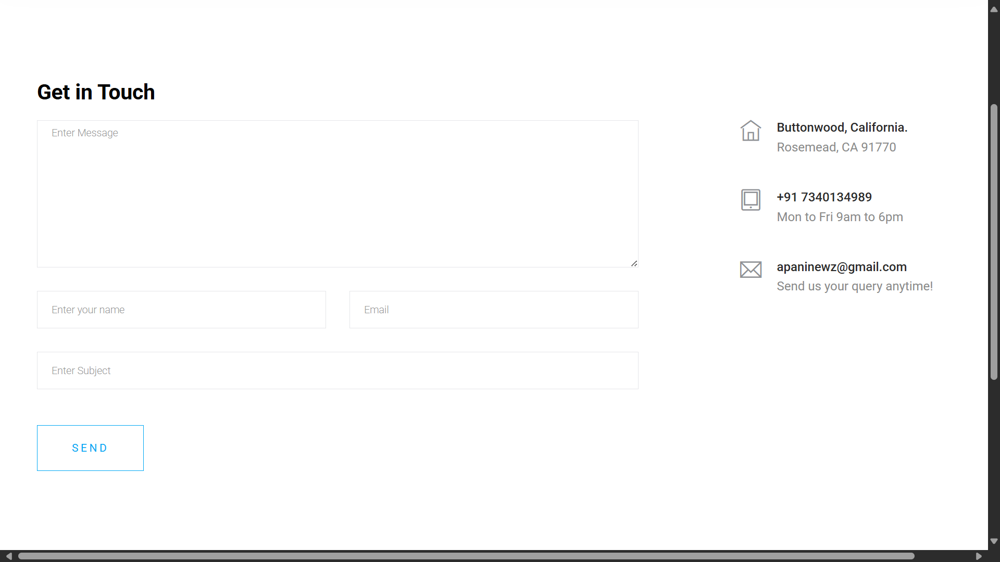 Get in Touch
Enter Message
Enter your name
Email
Enter Subject
SEND
Buttonwood, California.
Rosemead, CA 91770
+91 7340134989
Mon to Fri 9am to 6pm
apaninewz@gmail.com
Send us your query anytime!